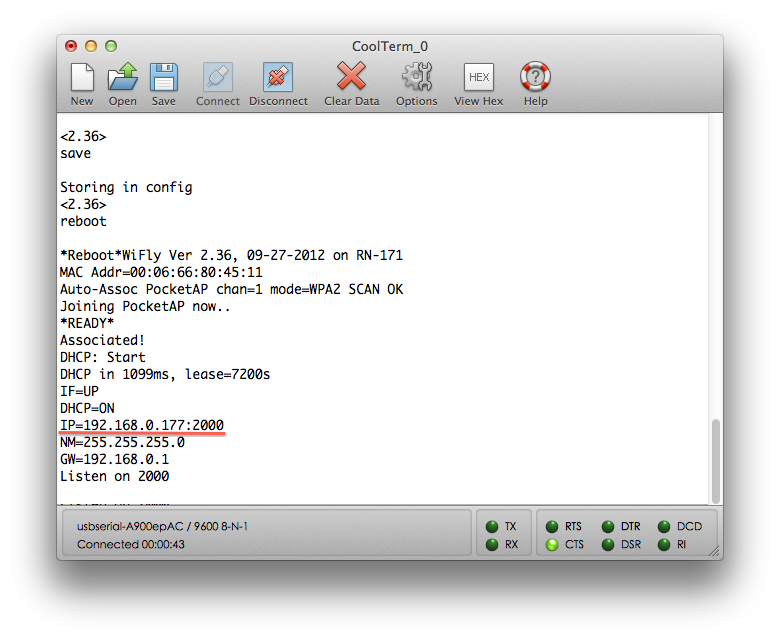 CoolTerm_0
New Open Save Connect Disconnect Clear Data Options HEX View Hex ? Help
<2.36>
save
Storing in config
<2.36>
reboot
*Reboot*WiFly Ver 2.36, 09-27-2012 on RN-171
MAC Addr=00:06:66:80:45:11
Auto-Assoc PocketAP chan=1 mode=WPA2 SCAN OK
Joining PocketAP now..
*READY*
Associated!
DHCP: Start
DHCP in 1099ms, lease=7200s
IF=UP
DHCP=ON
IP=192.168.0.177:2000
NM=255.255.255.0
GW=192.168.0.1
Listen on 2000
usbserial-A900epAC / 9600 8-N-1
Connected 00:00:43
TX RTS DTR DCD
RX CTS DSR RI